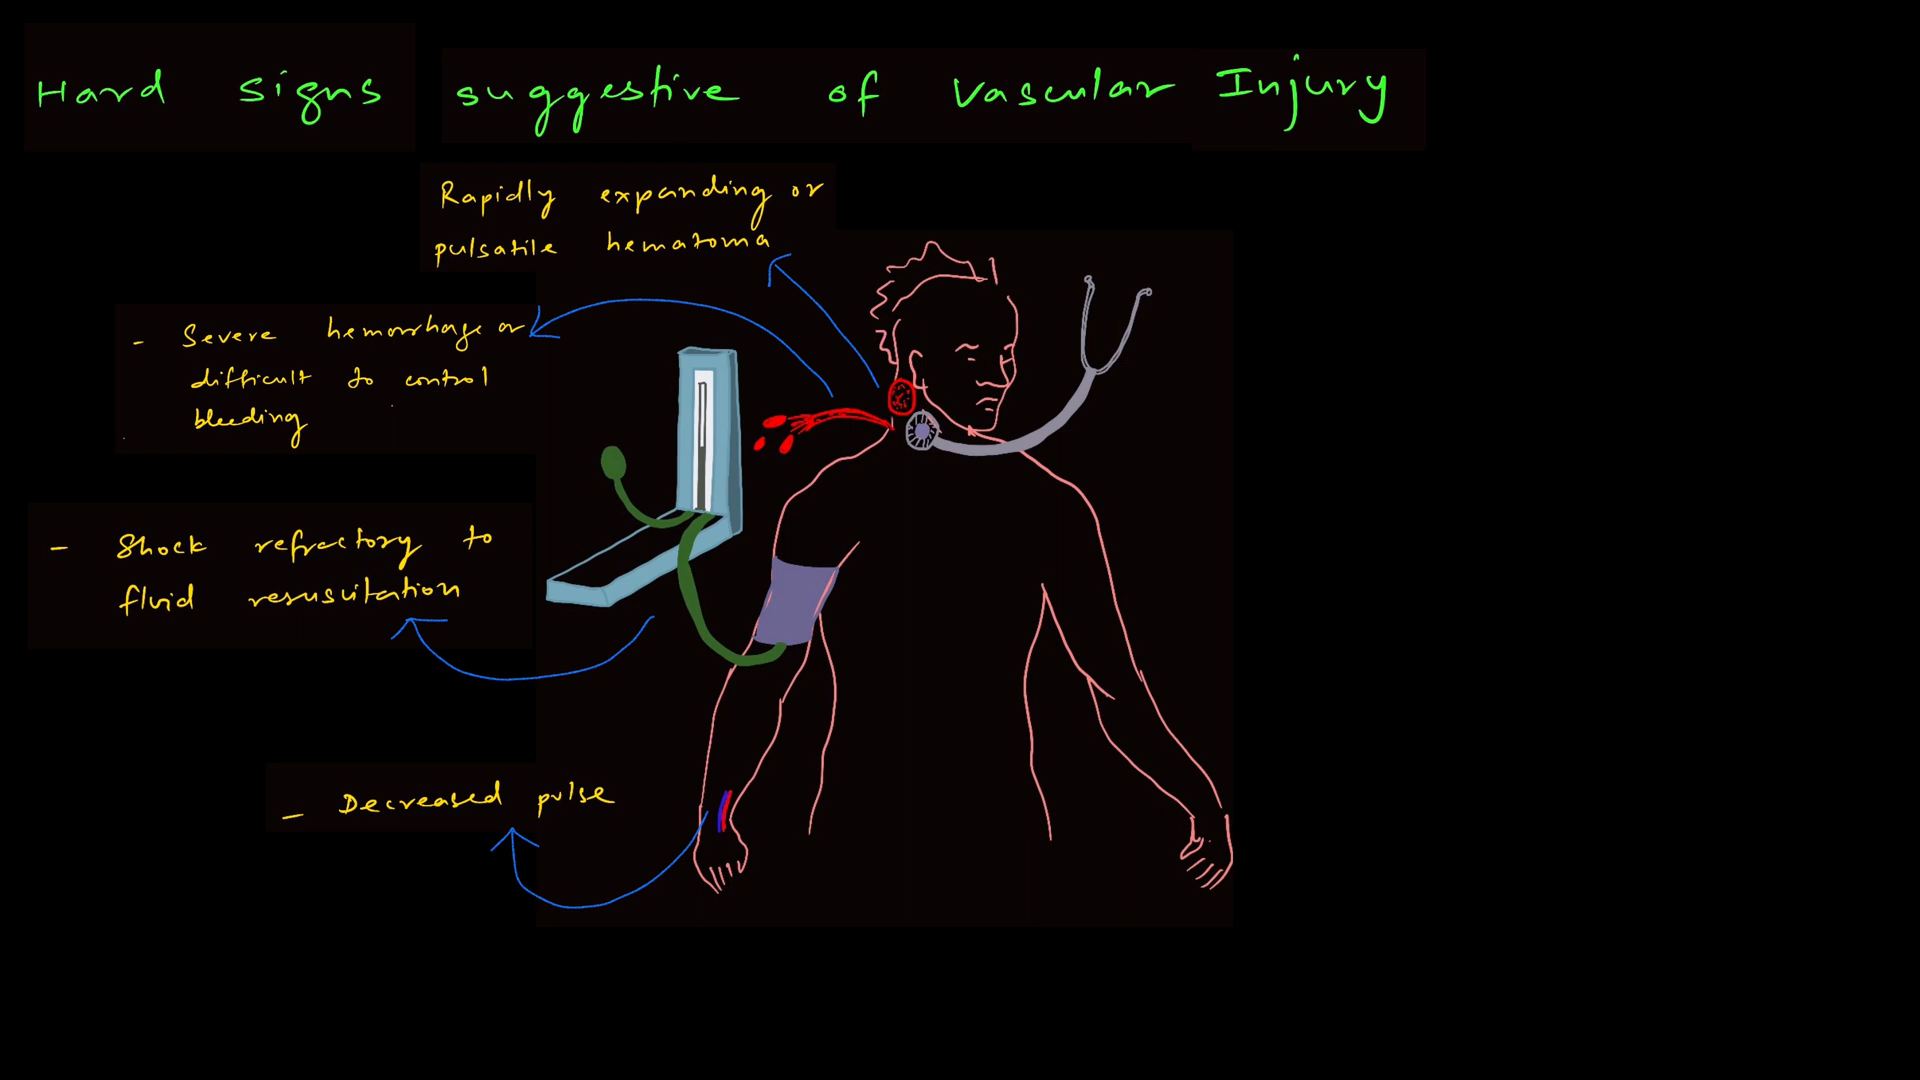 Hard signs suggestive of Vascular Injury
Rapidly expanding or
pulsatile hematoma
- Severe hemorrhage or
difficult to control
bleeding
- Shock refractory to
fluid resusuitation
- Decreased pulse